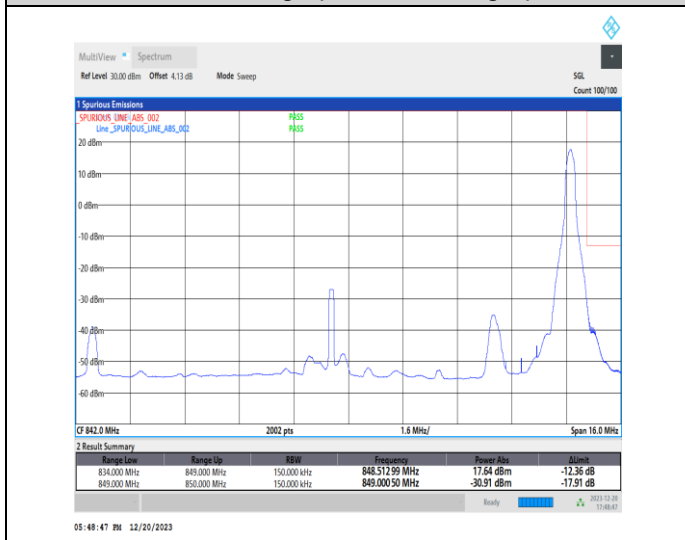 MultiView Spectrum
Ref Level 30.00 dBm Offset 4.13 dB Mode Sweep SGL
Count 100/100
1 Spurious Emissions
SPURIOUS_LINE_ABS_002 PASS
Line _SPURIOUS_LINE_ABS_002 PASS
20 dBm
10 dBm
0 dBm
-10 dBm
-20 dBm
-30 dBm
-40 dBm
-50 dBm
-60 dBm
CF 842.0 MHz 2002 pts 1.6 MHz/ Span 16.0 MHz
2 Result Summary
Range Low Range Up RBW Frequency Power Abs ΔLimit
834.000 MHz 849.000 MHz 150.000 kHz 848.512 99 MHz 17.64 dBm -12.36 dB
849.000 MHz 850.000 MHz 150.000 kHz 849.000 50 MHz -30.91 dBm -17.91 dB
Ready 2023-12-20
17:48:47
05:48:47 PM 12/20/2023